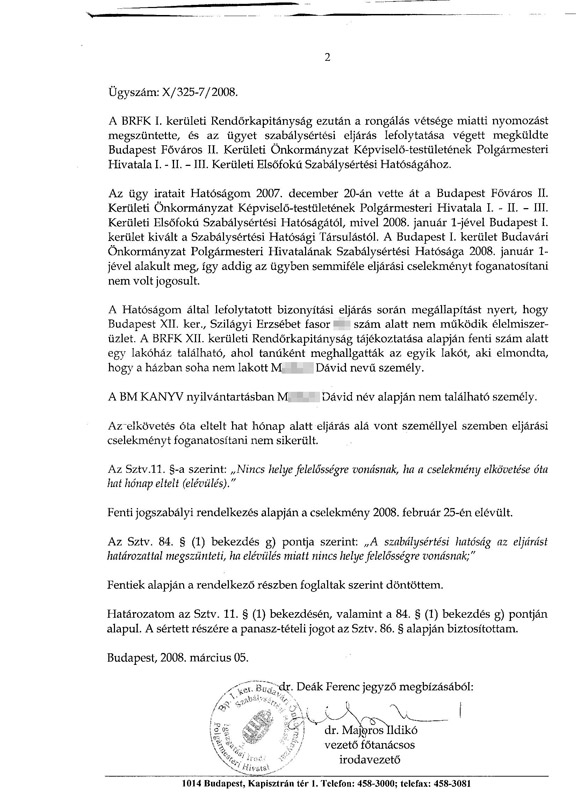 2
Ügyszám: X/325-7/2008.
A BRFK I. kerületi Rendőrkapitányság ezután a rongálás vétsége miatti nyomozást
megszüntette, és az ügyet szabálysértési eljárás lefolytatása végett megküldte
Budapest Főváros II. Kerületi Önkormányzat Képviselő-testületének Polgármesteri
Hivatala I. - II. – III. Kerületi Elsőfokú Szabálysértési Hatóságához.
Az ügy iratait Hatóságom 2007. december 20-án vette át a Budapest Főváros II.
Kerületi Önkormányzat Képviselő-testületének Polgármesteri Hivatala I. - II. – III.
Kerületi Elsőfokú Szabálysértési Hatóságától, mivel 2008. január 1-jével Budapest I.
kerület kivált a Szabálysértési Hatósági Társulástól. A Budapest I. kerület Budavári
Önkormányzat Polgármesteri Hivatalának Szabálysértési Hatósága 2008. január 1-
jével alakult meg, így addig az ügyben semmiféle eljárási cselekményt foganatosítani
nem volt jogosult.
A Hatóságom által lefolytatott bizonyítási eljárás során megállapítást nyert, hogy
Budapest XII. ker., Szilágyi Erzsébet fasor szám alatt nem működik élelmiszer-
üzlet. A BRFK XII. kerületi Rendőrkapitányság tájékoztatása alapján fenti szám alatt
egy lakóház található, ahol tanúként meghallgatták az egyik lakót, aki elmondta,
hogy a házban soha nem lakott M Dávid nevű személy.
A BM KANYV nyilvántartásban M Dávid név alapján nem található személy.
Az elkövetés óta eltelt hat hónap alatt eljárás alá vont személlyel szemben eljárási
cselekményt foganatosítani nem sikerült.
Az Sztv.11. §-a szerint: „Nincs helye felelősségre vonásnak, ha a cselekmény elkövetése óta
hat hónap eltelt (elévülés).”
Fenti jogszabályi rendelkezés alapján a cselekmény 2008. február 25-én elévült.
Az Sztv. 84. § (1) bekezdés g) pontja szerint: „A szabálysértési hatóság az eljárást
határozattal megszünteti, ha elévülés miatt nincs helye felelősségre vonásnak;”
Fentiek alapján a rendelkező részben foglaltak szerint döntöttem.
Határozatom az Sztv. 11. § (1) bekezdésén, valamint a 84. § (1) bekezdés g) pontján
alapul. A sértett részére a panasz-tételi jogot az Sztv. 86. § alapján biztosítottam.
Budapest, 2008. március 05.
dr. Deák Ferenc jegyző megbízásából:
dr. Majoros Ildikó
vezető főtanácsos
irodavezető
Bp. I. ker. Budavári Önkormányzat
Polgármesteri Hivatal
1014 Budapest, Kapisztrán tér 1. Telefon: 458-3000; telefax: 458-3081